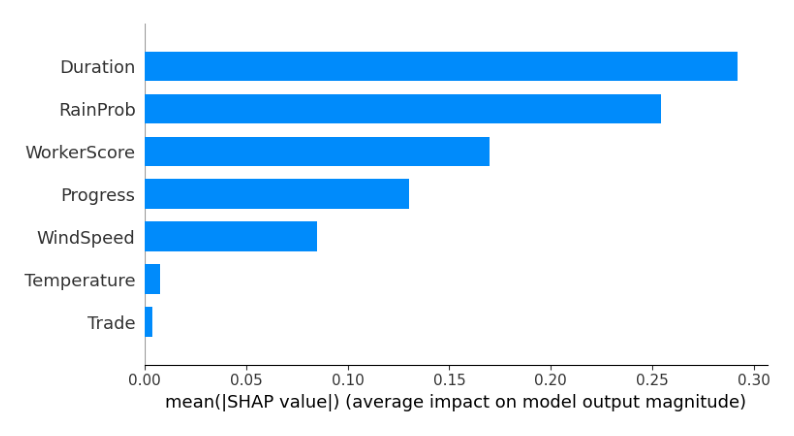 Duration
RainProb
WorkerScore
Progress
WindSpeed
Temperature
Trade
0.00 0.05 0.10 0.15 0.20 0.25 0.30
mean(|SHAP value|) (average impact on model output magnitude)